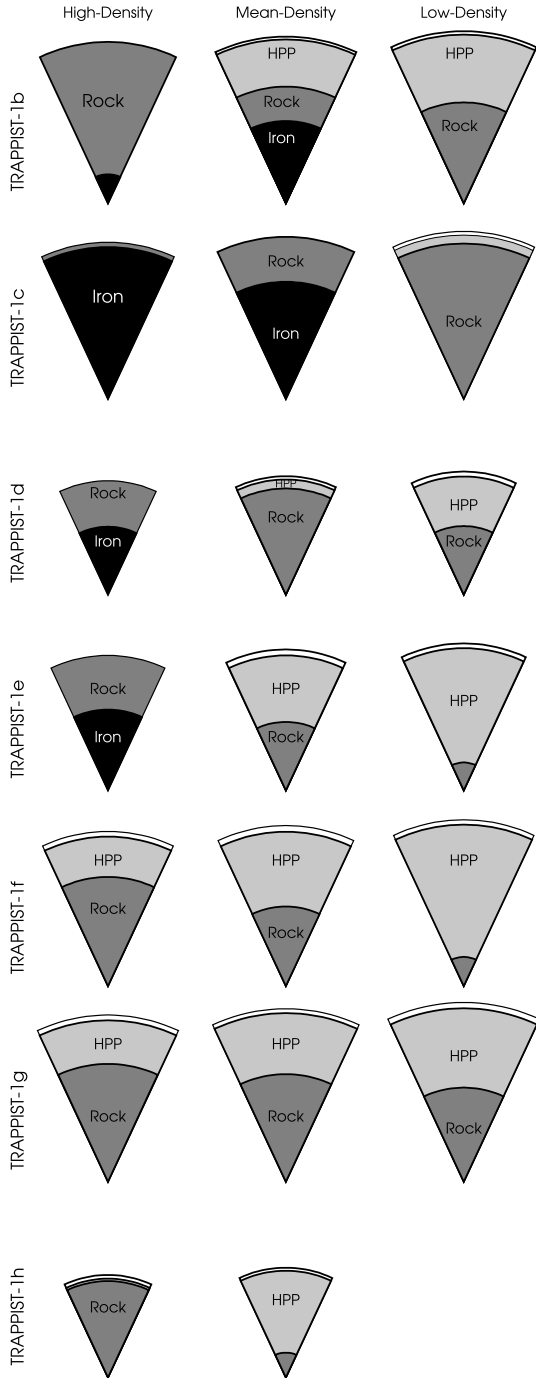 High-Density Mean-Density Low-Density
TRAPPIST-1b
Rock
HPP
Rock
Iron
HPP
Rock
TRAPPIST-1c
Iron
Rock
Iron
Rock
TRAPPIST-1d
Rock
Iron
HPP
Rock
HPP
Rock
TRAPPIST-1e
Rock
Iron
HPP
Rock
HPP
TRAPPIST-1f
HPP
Rock
HPP
Rock
HPP
TRAPPIST-1g
HPP
Rock
HPP
Rock
HPP
Rock
TRAPPIST-1h
Rock
HPP